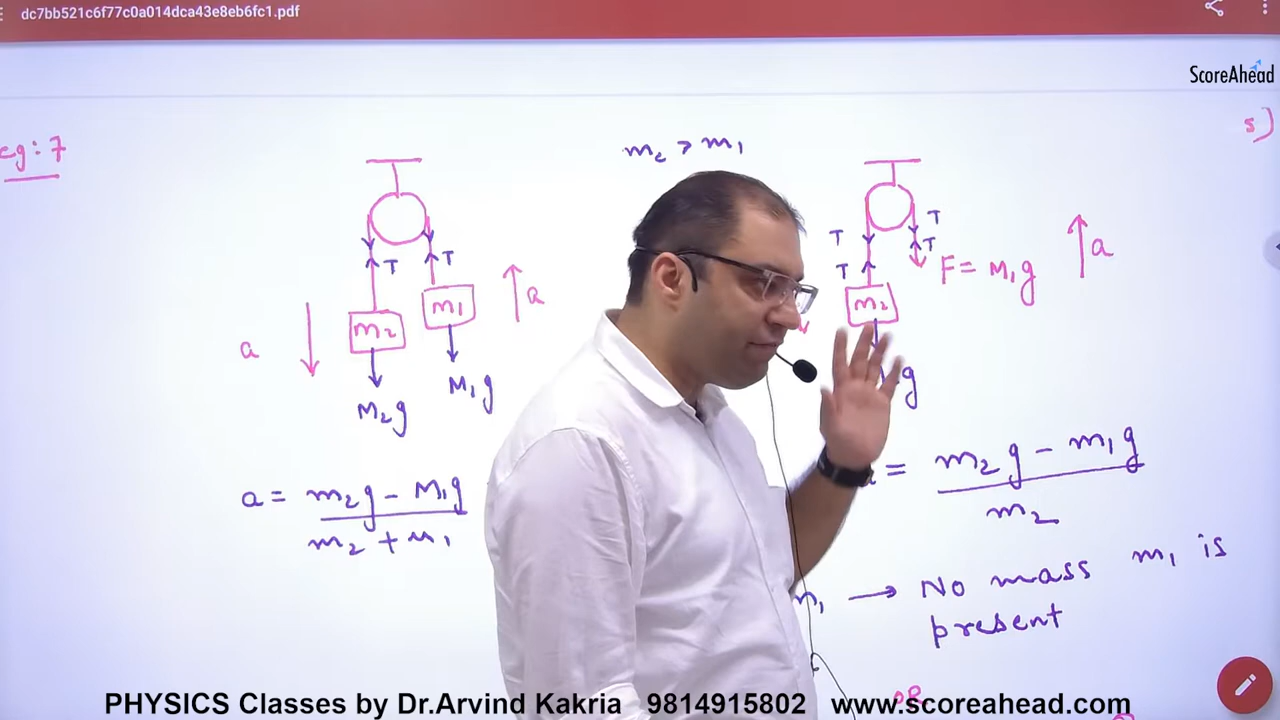 dc7bb521c6f77c0a014dca43e8eb6fc1.pdf
ScoreAhead
eg: 7
m2 > m1
s)
T
T
T
T
T
T
F = M1g
a
a
a
m2
m1
m2
M2g
M1g
g
a = m2g - M1g
m2 + m1
= m2g - m1g
m2
m1 → No mass m1 is
present
PHYSICS Classes by Dr.Arvind Kakria 9814915802 www.scoreahead.com